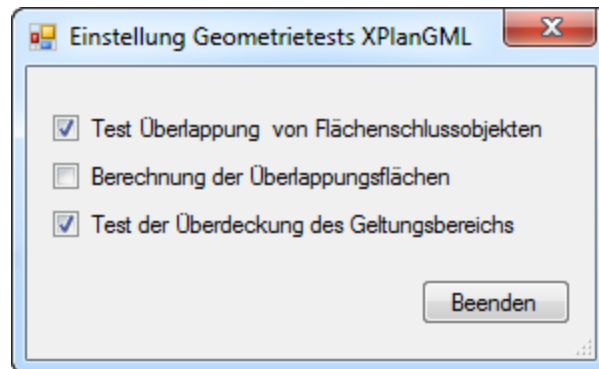 Einstellung Geometrietests XPlanGML
Test Überlappung von Flächenschlussobjekten
Berechnung der Überlappungsflächen
Test der Überdeckung des Geltungsbereichs
Beenden